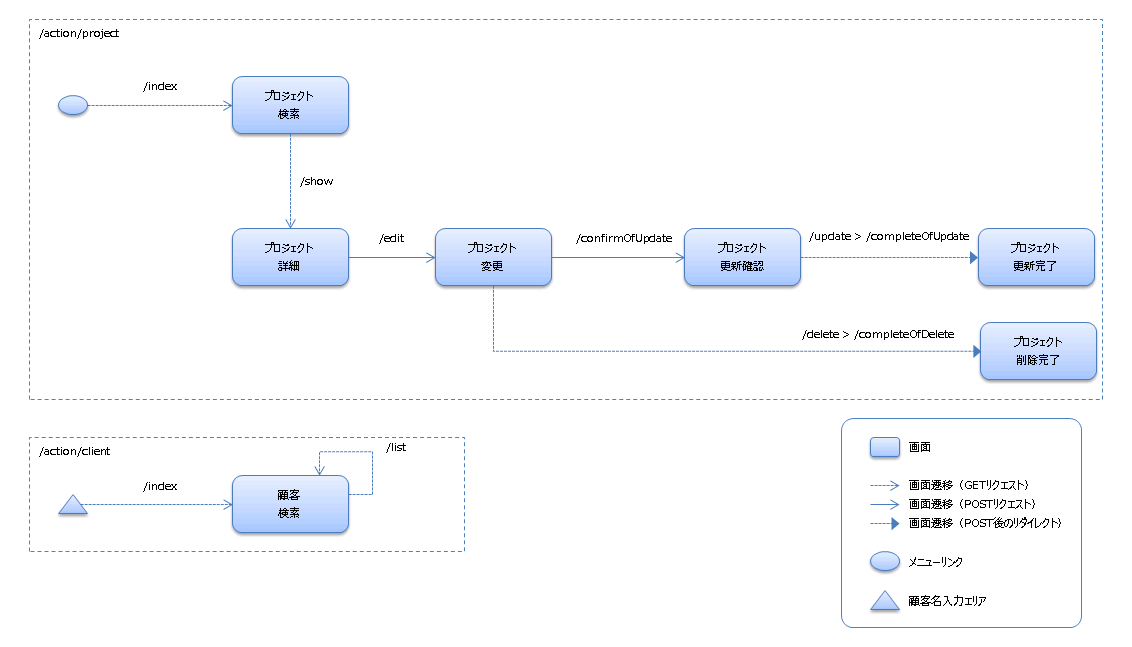 /action/project
/index
プロジェクト
検索
/show
プロジェクト
詳細
/edit
プロジェクト
変更
/confirmOfUpdate
プロジェクト
更新確認
/update > /completeOfUpdate
プロジェクト
更新完了
/delete > /completeOfDelete
プロジェクト
削除完了
/action/client
/index
顧客
検索
/list
画面
画面遷移（GETリクエスト）
画面遷移（POSTリクエスト）
画面遷移（POST後のリダイレクト）
メニューリンク
顧客名入力エリア